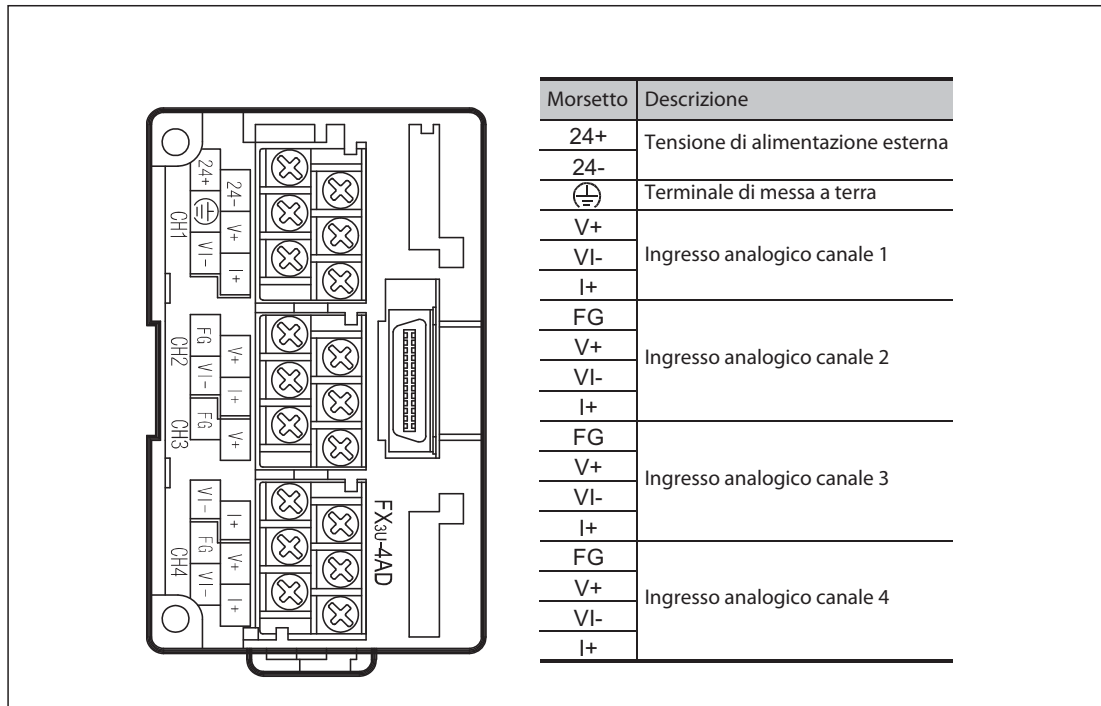 24+
24-
CH1
V+
VI-
I+
FG
CH2
V+
VI-
I+
FG
CH3
V+
VI-
I+
FG
CH4
V+
VI-
I+
FX3U-4AD
Morsetto Descrizione
24+
24-
Tensione di alimentazione esterna
Terminale di messa a terra
V+
VI-
I+
Ingresso analogico canale 1
FG
V+
VI-
I+
Ingresso analogico canale 2
FG
V+
VI-
I+
Ingresso analogico canale 3
FG
V+
VI-
I+
Ingresso analogico canale 4